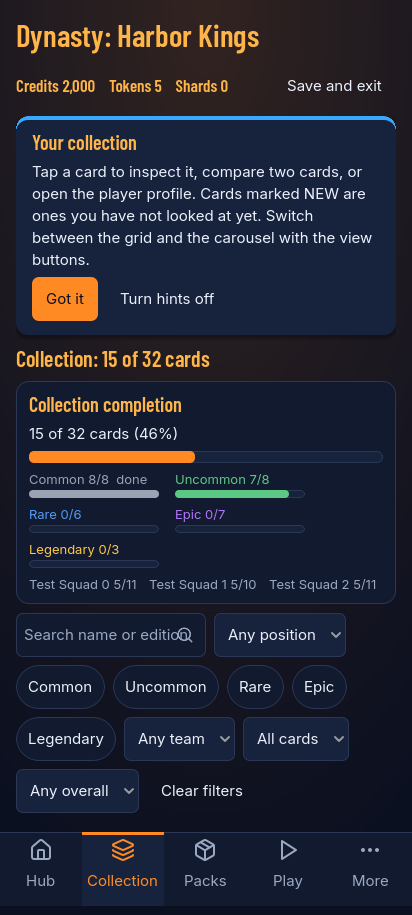 Dynasty: Harbor Kings
Credits 2,000 Tokens 5 Shards 0 Save and exit
Your collection
Tap a card to inspect it, compare two cards, or
open the player profile. Cards marked NEW are
ones you have not looked at yet. Switch
between the grid and the carousel with the view
buttons.
Got it Turn hints off
Collection: 15 of 32 cards
Collection completion
15 of 32 cards (46%)
Common 8/8 done Uncommon 7/8
Rare 0/6 Epic 0/7
Legendary 0/3
Test Squad 0 5/11 Test Squad 1 5/10 Test Squad 2 5/11
Search name or edition Any position
Common Uncommon Rare Epic
Legendary Any team All cards
Any overall Clear filters
Hub Collection Packs Play More